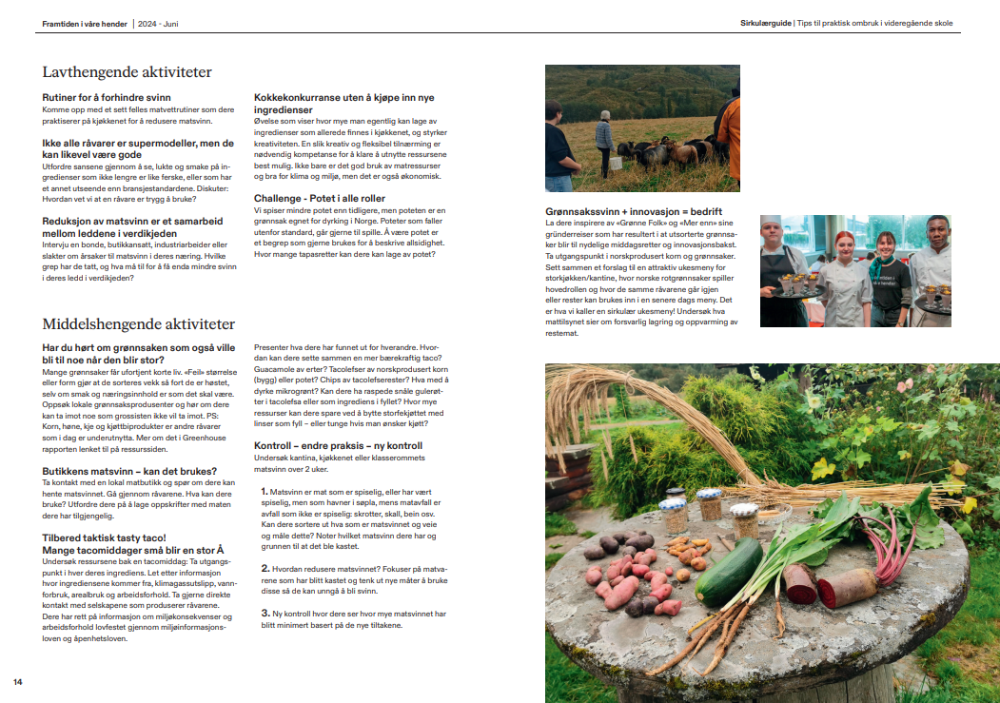 Framtiden i våre hender | 2024 - Juni
Sirkulærguide | Tips til praktisk ombruk i videregående skole
Lavthengende aktiviteter
Rutiner for å forhindre svinn
Komme opp med et sett felles matvettrutiner som dere
praktiserer på kjøkkenet for å redusere matsvinn.
Ikke alle råvarer er supermodeller, men de
kan likevel være gode
Utfordre sansene gjennom å se, lukte og smake på in-
gredienser som ikke lengre er like ferske, eller som har
et annet utseende enn bransjestandardene. Diskuter:
Hvordan vet vi at en råvare er trygg å bruke?
Reduksjon av matsvinn er et samarbeid
mellom leddene i verdikjeden
Intervju en bonde, butikkansatt, industriarbeider eller
slakter om årsaker til matsvinn i deres næring. Hvilke
grep har de tatt, og hva må til for å få enda mindre svinn
i deres ledd i verdikjeden?
Kokkekonkurranse uten å kjøpe inn nye
ingredienser
Øvelse som viser hvor mye man egentlig kan lage av
ingredienser som allerede finnes i kjøkkenet, og styrker
kreativiteten. En slik kreativ og fleksibel tilnærming er
nødvendig kompetanse for å klare å utnytte ressursene
best mulig. Ikke bare er det god bruk av matressurser
og bra for klima og miljø, men det er også økonomisk.
Challenge - Potet i alle roller
Vi spiser mindre potet enn tidligere, men poteten er en
grønnsak egnet for dyrking i Norge. Poteter som faller
utenfor standard, går gjerne til spille. Å være potet er
et begrep som gjerne brukes for å beskrive allsidighet.
Hvor mange tapasretter kan dere kan lage av potet?
Middelshengende aktiviteter
Har du hørt om grønnsaken som også ville
bli til noe når den blir stor?
Mange grønnsaker får ufortjent korte liv. «Feil» størrelse
eller form gjør at de sorteres vekk så fort de er høstet,
selv om smak og næringsinnhold er som det skal være.
Oppsøk lokale grønnsaksprodusenter og hør om dere
kan ta imot noe som grossisten ikke vil ta imot. PS:
Korn, høne, kje og kjøttbiprodukter er andre råvarer
som i dag er underutnytta. Mer om det i Greenhouse
rapporten lenket til på ressurssiden.
Butikkens matsvinn – kan det brukes?
Ta kontakt med en lokal matbutikk og spør om dere kan
hente matsvinnet. Gå gjennom råvarene. Hva kan dere
bruke? Utfordre dere på å lage oppskrifter med maten
dere har tilgjengelig.
Tilbered taktisk tasty taco!
Mange tacomiddager små blir en stor Å
Undersøk ressursene bak en tacomiddag: Ta utgangs-
punkt i hver deres ingrediens. Let etter informasjon
hvor ingrediensene kommer fra, klimagassutslipp, vann-
forbruk, arealbruk og arbeidsforhold. Ta gjerne direkte
kontakt med selskapene som produserer råvarene.
Dere har rett på informasjon om miljøkonsekvenser og
arbeidsforhold lovfestet gjennom miljøinformasjons-
loven og åpenhetsloven.
Presenter hva dere har funnet ut for hverandre. Hvor-
dan kan dere sette sammen en mer bærekraftig taco?
Guacamole av erter? Tacolefser av norskprodusert korn
(bygg) eller potet? Chips av tacolefserester? Hva med å
dyrke mikrogrønt? Kan dere ha raspede snåle gulerøt-
ter i tacolefsa eller som ingrediens i fyllet? Hvor mye
ressurser kan dere spare ved å bytte storfekjøttet med
linser som fyll – eller tunge hvis man ønsker kjøtt?
Kontroll – endre praksis – ny kontroll
Undersøk kantina, kjøkkenet eller klasserommets
matsvinn over 2 uker.
1. Matsvinn er mat som er spiselig, eller har vært
spiselig, men som havner i søpla, mens matavfall er
avfall som ikke er spiselig: skrotter, skall, bein osv.
Kan dere sortere ut hva som er matsvinnet og veie
og måle dette? Noter hvilket matsvinn dere har og
grunnen til at det ble kastet.
2. Hvordan redusere matsvinnet? Fokuser på matva-
rene som har blitt kastet og tenk ut nye måter å bruke
disse så de kan unngå å bli svinn.
3. Ny kontroll hvor dere ser hvor mye matsvinnet har
blitt minimert basert på de nye tiltakene.
Grønnsakssvinn + innovasjon = bedrift
La dere inspirere av «Grønne Folk» og «Mer enn» sine
gründerreiser som har resultert i at utsorterte grønnsa-
ker blir til nydelige middagsretter og innovasjonsbakst.
Ta utgangspunkt i norskprodusert korn og grønnsaker.
Sett sammen et forslag til en attraktiv ukesmeny for
storkjøkken/kantine, hvor norske rotgrønnsaker spiller
hovedrollen og hvor de samme råvarene går igjen
eller rester kan brukes inn i en senere dags meny. Det
er hva vi kaller en sirkulær ukesmeny! Undersøk hva
mattilsynet sier om forsvarlig lagring og oppvarming av
restemat.
14